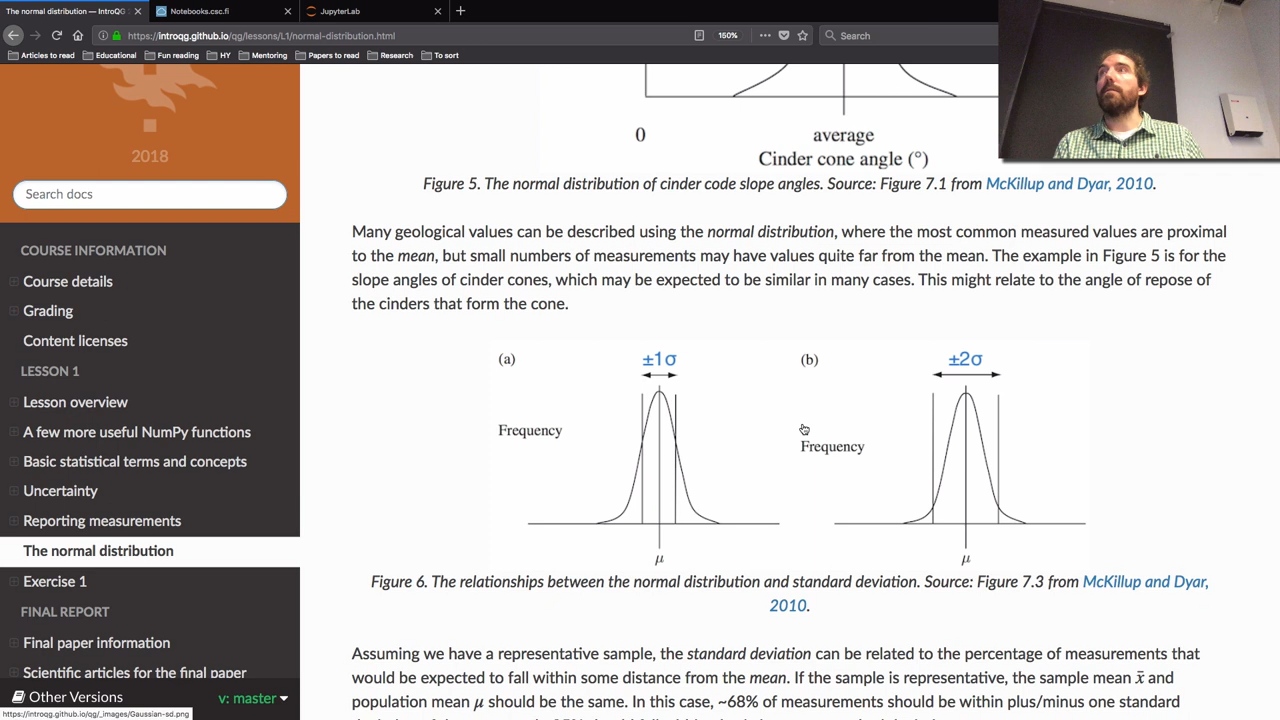 The normal distribution — IntroQG
Notebooks.csc.fi
JupyterLab
https://introqg.github.io/qg/lessons/L1/normal-distribution.html
150%
Search
Articles to read
Educational
Fun reading
HY
Mentoring
Papers to read
Research
To sort
2018
Search docs
COURSE INFORMATION
Course details
Grading
Content licenses
LESSON 1
Lesson overview
A few more useful NumPy functions
Basic statistical terms and concepts
Uncertainty
Reporting measurements
The normal distribution
Exercise 1
FINAL REPORT
Final paper information
Scientific articles for the final paper
Other Versions
v: master
https://introqg.github.io/qg/_images/Gaussian-sd.png
0
average
Cinder cone angle (°)
Figure 5. The normal distribution of cinder code slope angles. Source: Figure 7.1 from McKillup and Dyar, 2010.
Many geological values can be described using the normal distribution, where the most common measured values are proximal
to the mean, but small numbers of measurements may have values quite far from the mean. The example in Figure 5 is for the
slope angles of cinder cones, which may be expected to be similar in many cases. This might relate to the angle of repose of
the cinders that form the cone.
(a)
±1σ
Frequency
μ
(b)
±2σ
Frequency
μ
Figure 6. The relationships between the normal distribution and standard deviation. Source: Figure 7.3 from McKillup and Dyar,
2010.
Assuming we have a representative sample, the standard deviation can be related to the percentage of measurements that
would be expected to fall within some distance from the mean. If the sample is representative, the sample mean x̄ and
population mean μ should be the same. In this case, ~68% of measurements should be within plus/minus one standard